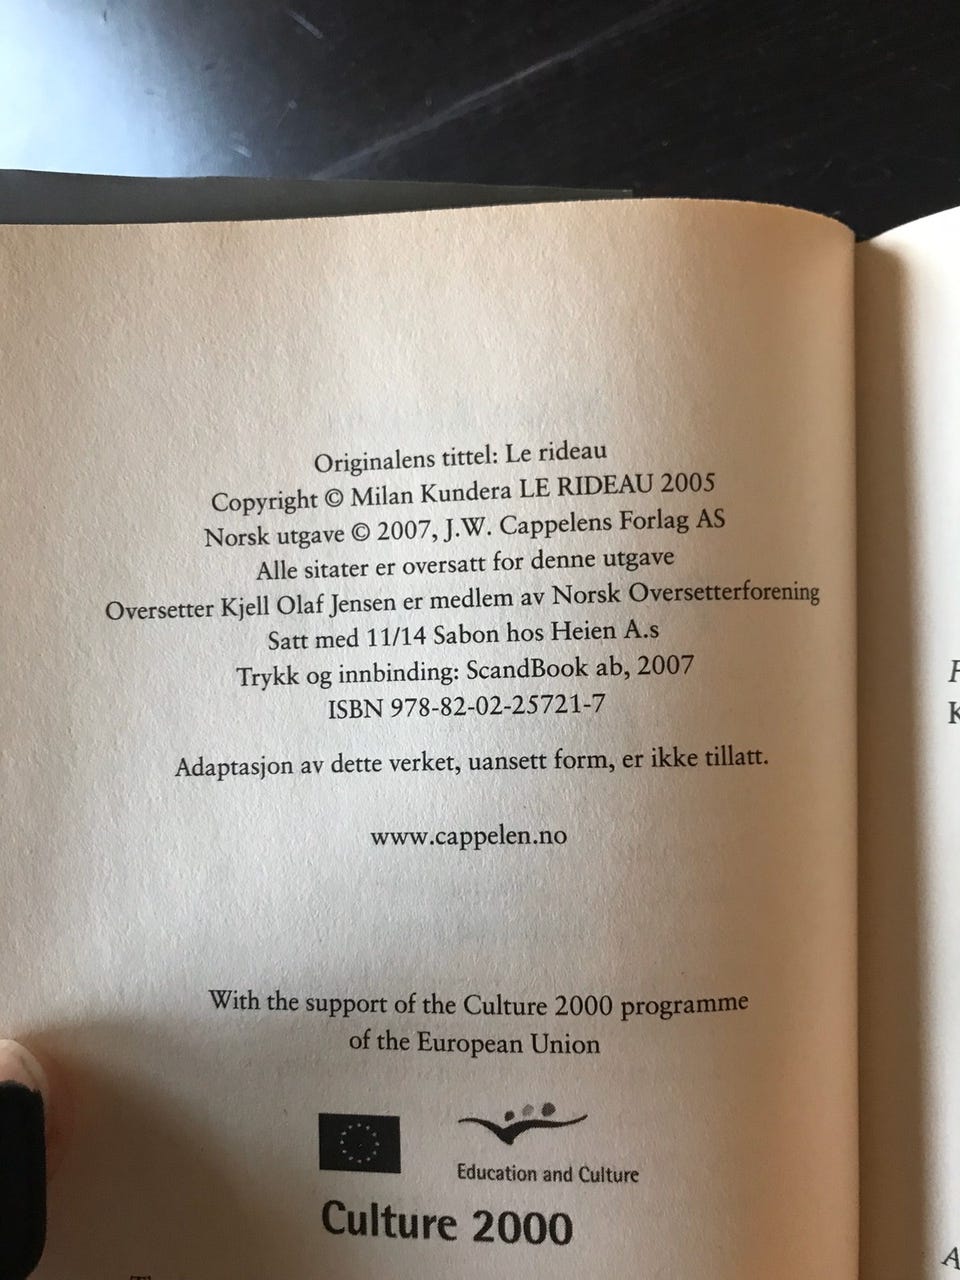 Originalens tittel: Le rideau
Copyright © Milan Kundera LE RIDEAU 2005
Norsk utgave © 2007, J.W. Cappelens Forlag AS
Alle sitater er oversatt for denne utgave
Oversetter Kjell Olaf Jensen er medlem av Norsk Oversetterforening
Satt med 11/14 Sabon hos Heien A.s
Trykk og innbinding: ScandBook ab, 2007
ISBN 978-82-02-25721-7
Adaptasjon av dette verket, uansett form, er ikke tillatt.
www.cappelen.no
With the support of the Culture 2000 programme
of the European Union
Education and Culture
Culture 2000